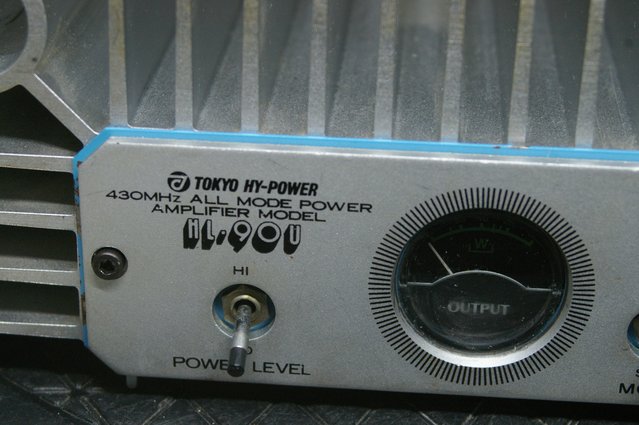 TOKYO HY-POWER
430MHz ALL MODE POWER
AMPLIFIER MODEL
HL-90U
HI
POWER LEVEL
W
OUTPUT